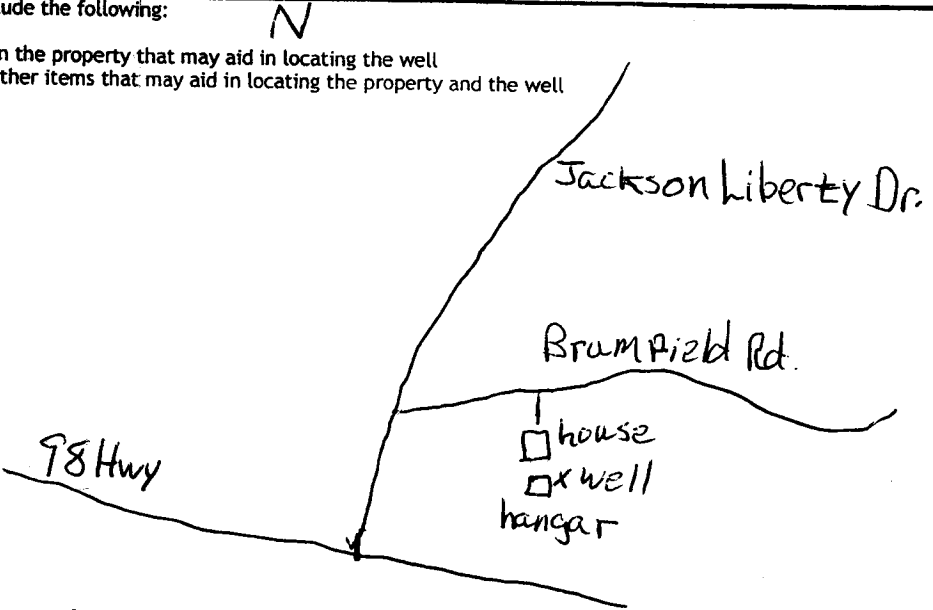 ude the following:
N
n the property that may aid in locating the well
ther items that may aid in locating the property and the well
Jackson Liberty Dr.
Brumfield Rd.
98 Hwy
house
x well
hangar